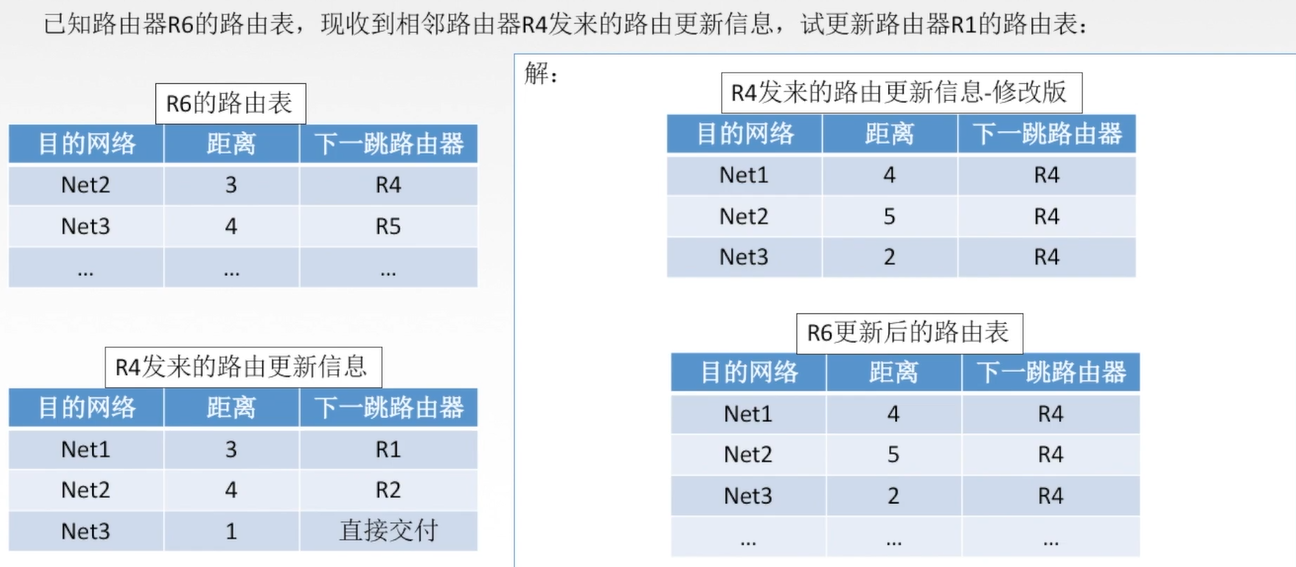 已知路由器R6的路由表，现收到相邻路由器R4发来的路由更新信息，试更新路由器R1的路由表：
R6的路由表
目的网络 距离 下一跳路由器
Net2 3 R4
Net3 4 R5
... ... ...
R4发来的路由更新信息
目的网络 距离 下一跳路由器
Net1 3 R1
Net2 4 R2
Net3 1 直接交付
解：
R4发来的路由更新信息-修改版
目的网络 距离 下一跳路由器
Net1 4 R4
Net2 5 R4
Net3 2 R4
R6更新后的路由表
目的网络 距离 下一跳路由器
Net1 4 R4
Net2 5 R4
Net3 2 R4
... ... ...